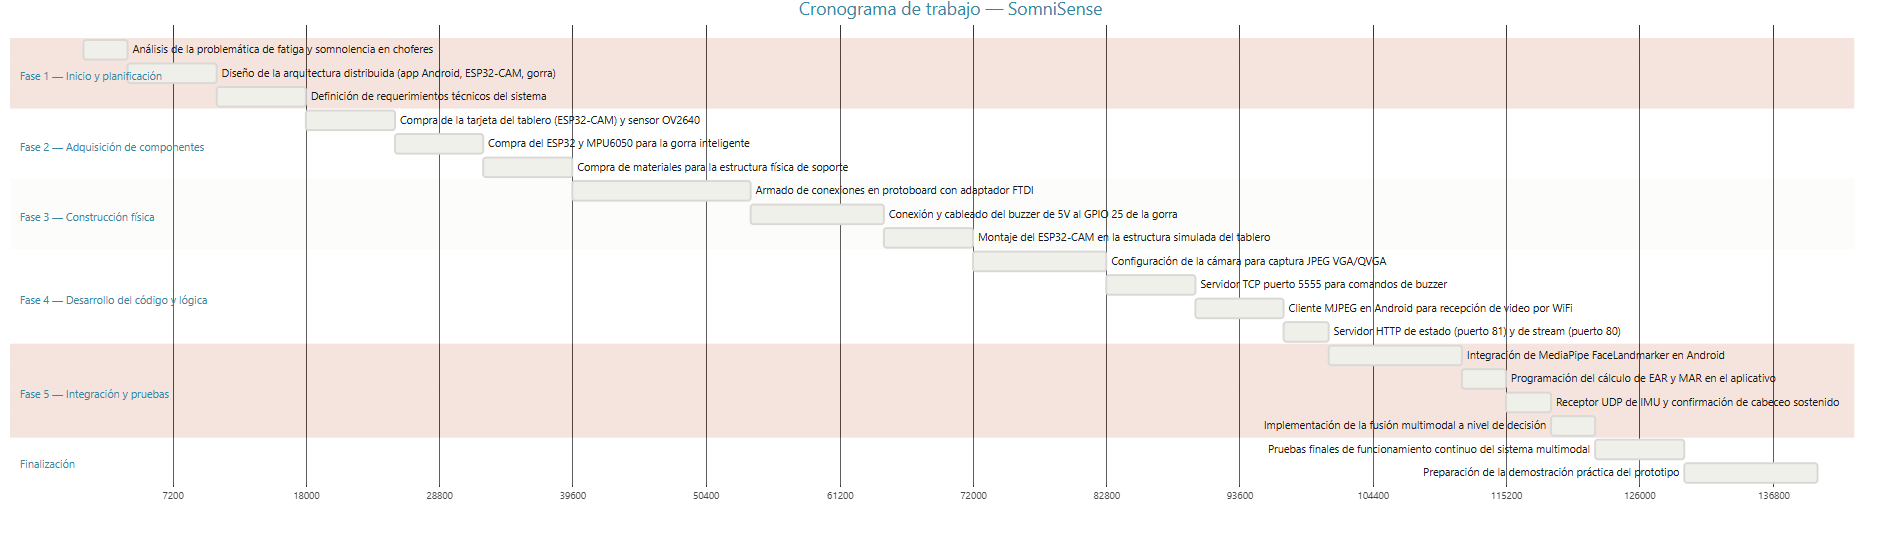 Cronograma de trabajo — SomniSense
Análisis de la problemática de fatiga y somnolencia en choferes
Fase 1 — Inicio y planificación
Diseño de la arquitectura distribuida (app Android, ESP32-CAM, gorra)
Definición de requerimientos técnicos del sistema
Compra de la tarjeta del tablero (ESP32-CAM) y sensor OV2640
Fase 2 — Adquisición de componentes
Compra del ESP32 y MPU6050 para la gorra inteligente
Compra de materiales para la estructura física de soporte
Armado de conexiones en protoboard con adaptador FTDI
Fase 3 — Construcción física
Conexión y cableado del buzzer de 5V al GPIO 25 de la gorra
Montaje del ESP32-CAM en la estructura simulada del tablero
Configuración de la cámara para captura JPEG VGA/QVGA
Servidor TCP puerto 5555 para comandos de buzzer
Fase 4 — Desarrollo del código y lógica
Cliente MJPEG en Android para recepción de video por WiFi
Servidor HTTP de estado (puerto 81) y de stream (puerto 80)
Integración de MediaPipe FaceLandmarker en Android
Programación del cálculo de EAR y MAR en el aplicativo
Fase 5 — Integración y pruebas
Receptor UDP de IMU y confirmación de cabeceo sostenido
Implementación de la fusión multimodal a nivel de decisión
Pruebas finales de funcionamiento continuo del sistema multimodal
Finalización
Preparación de la demostración práctica del prototipo
7200 18000 28800 39600 50400 61200 72000 82800 93600 104400 115200 126000 136800